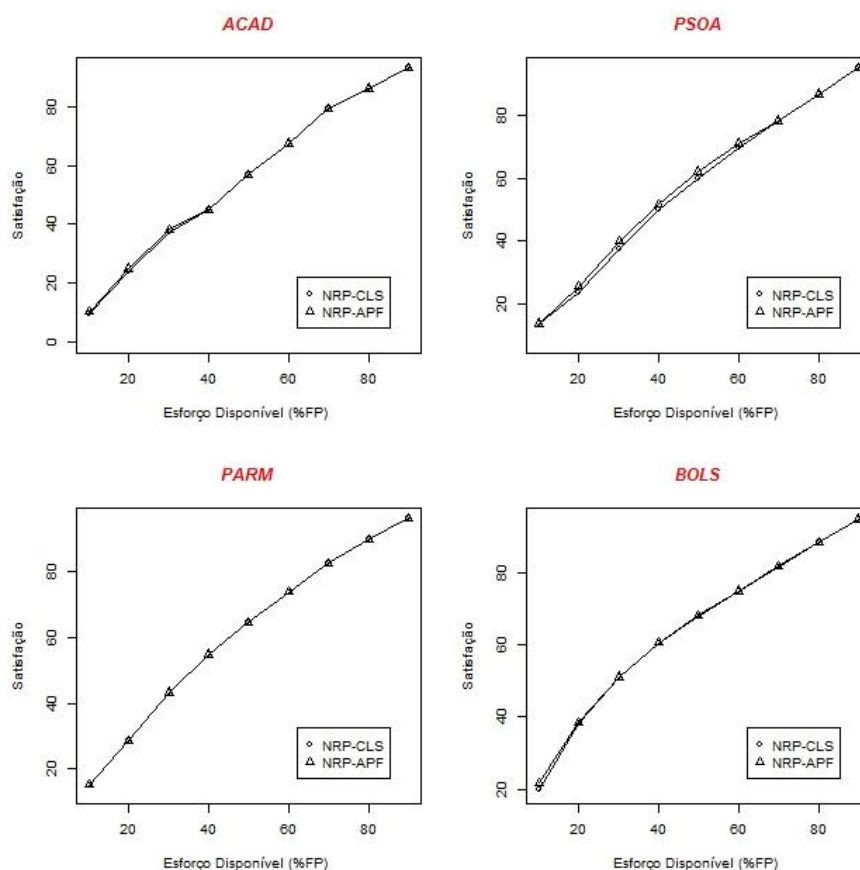 ACAD
Satisfação
80
60
40
20
0
NRP-CLS
NRP-APF
20 40 60 80
Esforço Disponível (%FP)
PSOA
Satisfação
80
60
40
20
NRP-CLS
NRP-APF
20 40 60 80
Esforço Disponível (%FP)
PARM
Satisfação
80
60
40
20
NRP-CLS
NRP-APF
20 40 60 80
Esforço Disponível (%FP)
BOLS
Satisfação
80
60
40
20
NRP-CLS
NRP-APF
20 40 60 80
Esforço Disponível (%FP)